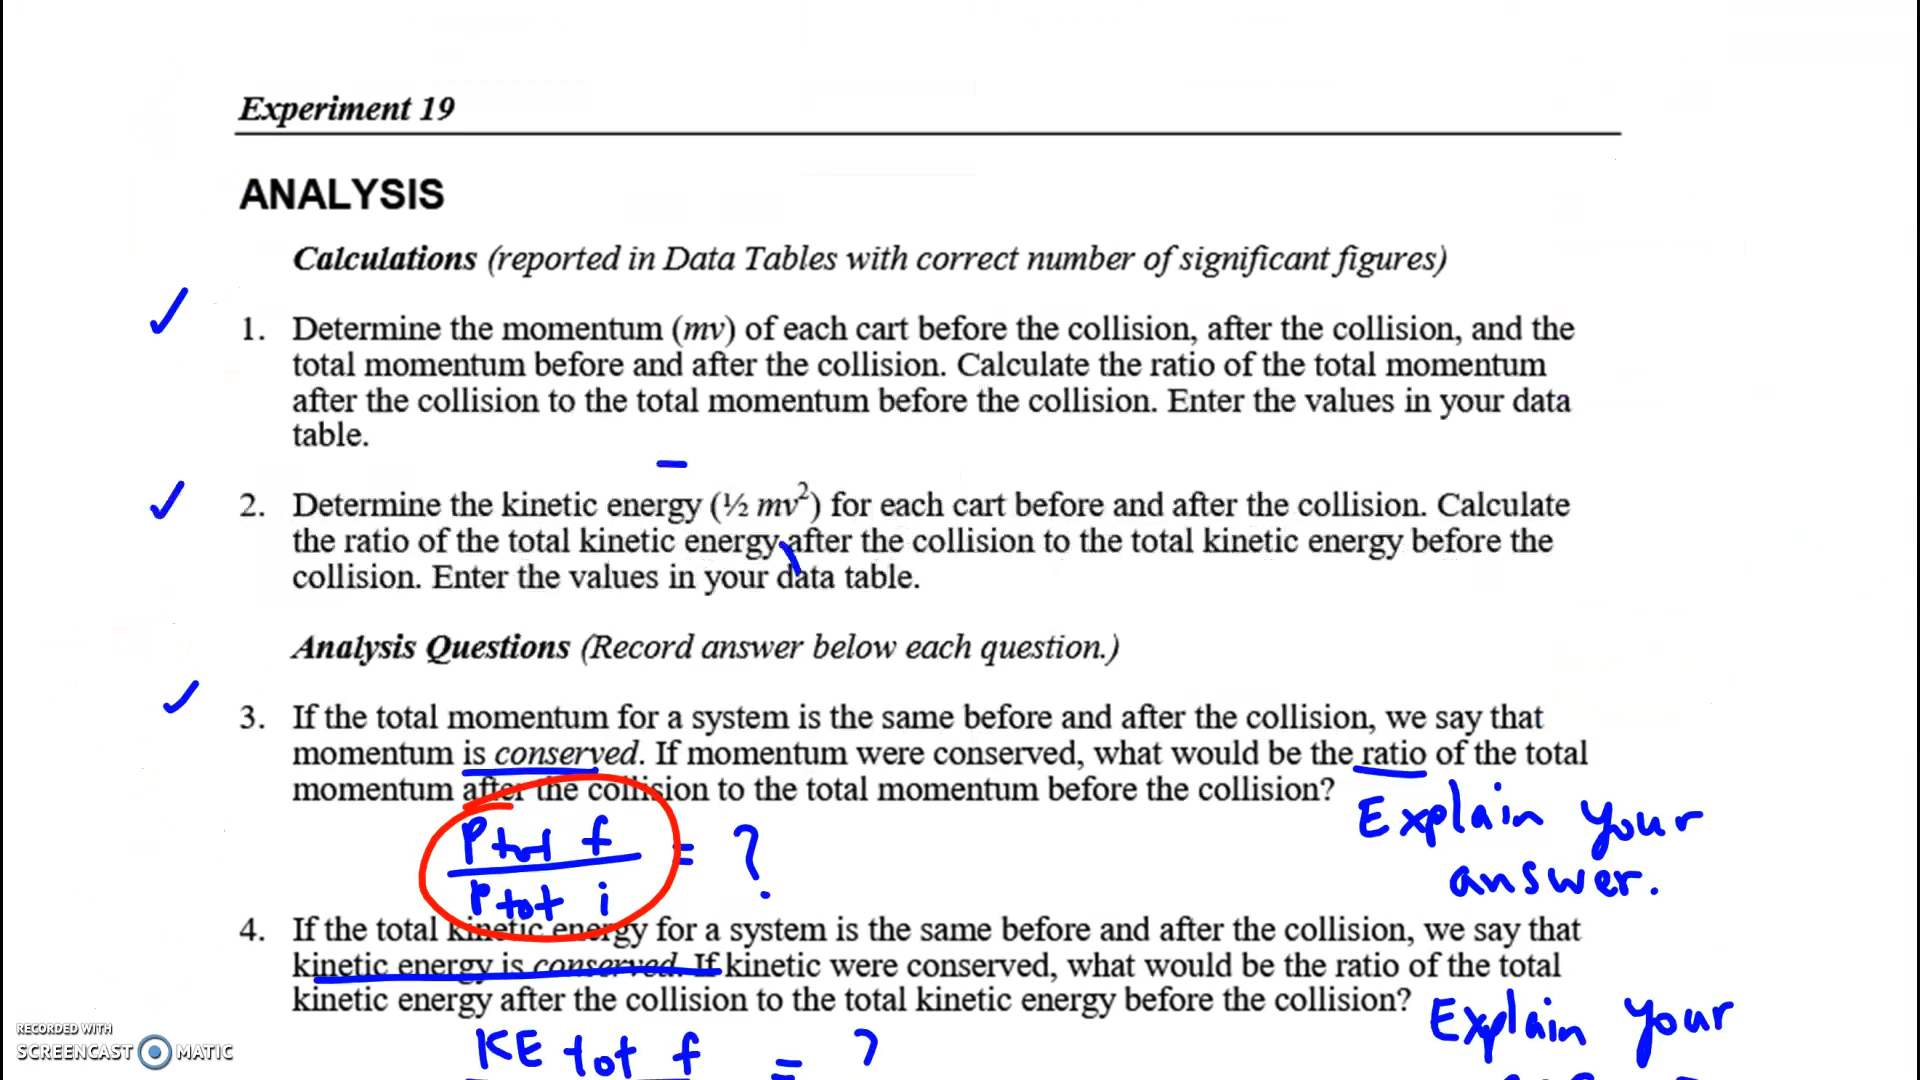 Experiment 19
ANALYSIS
Calculations (reported in Data Tables with correct number of significant figures)
1. Determine the momentum (mv) of each cart before the collision, after the collision, and the
total momentum before and after the collision. Calculate the ratio of the total momentum
after the collision to the total momentum before the collision. Enter the values in your data
table.
2. Determine the kinetic energy (½ mv²) for each cart before and after the collision. Calculate
the ratio of the total kinetic energy after the collision to the total kinetic energy before the
collision. Enter the values in your data table.
Analysis Questions (Record answer below each question.)
3. If the total momentum for a system is the same before and after the collision, we say that
momentum is conserved. If momentum were conserved, what would be the ratio of the total
momentum after the collision to the total momentum before the collision?
Explain your
answer.
P tot f
= ?
P tot i
4. If the total kinetic energy for a system is the same before and after the collision, we say that
kinetic energy is conserved. If kinetic were conserved, what would be the ratio of the total
kinetic energy after the collision to the total kinetic energy before the collision?
Explain your
KE tot f = ?
RECORDED WITH
SCREENCAST MATIC